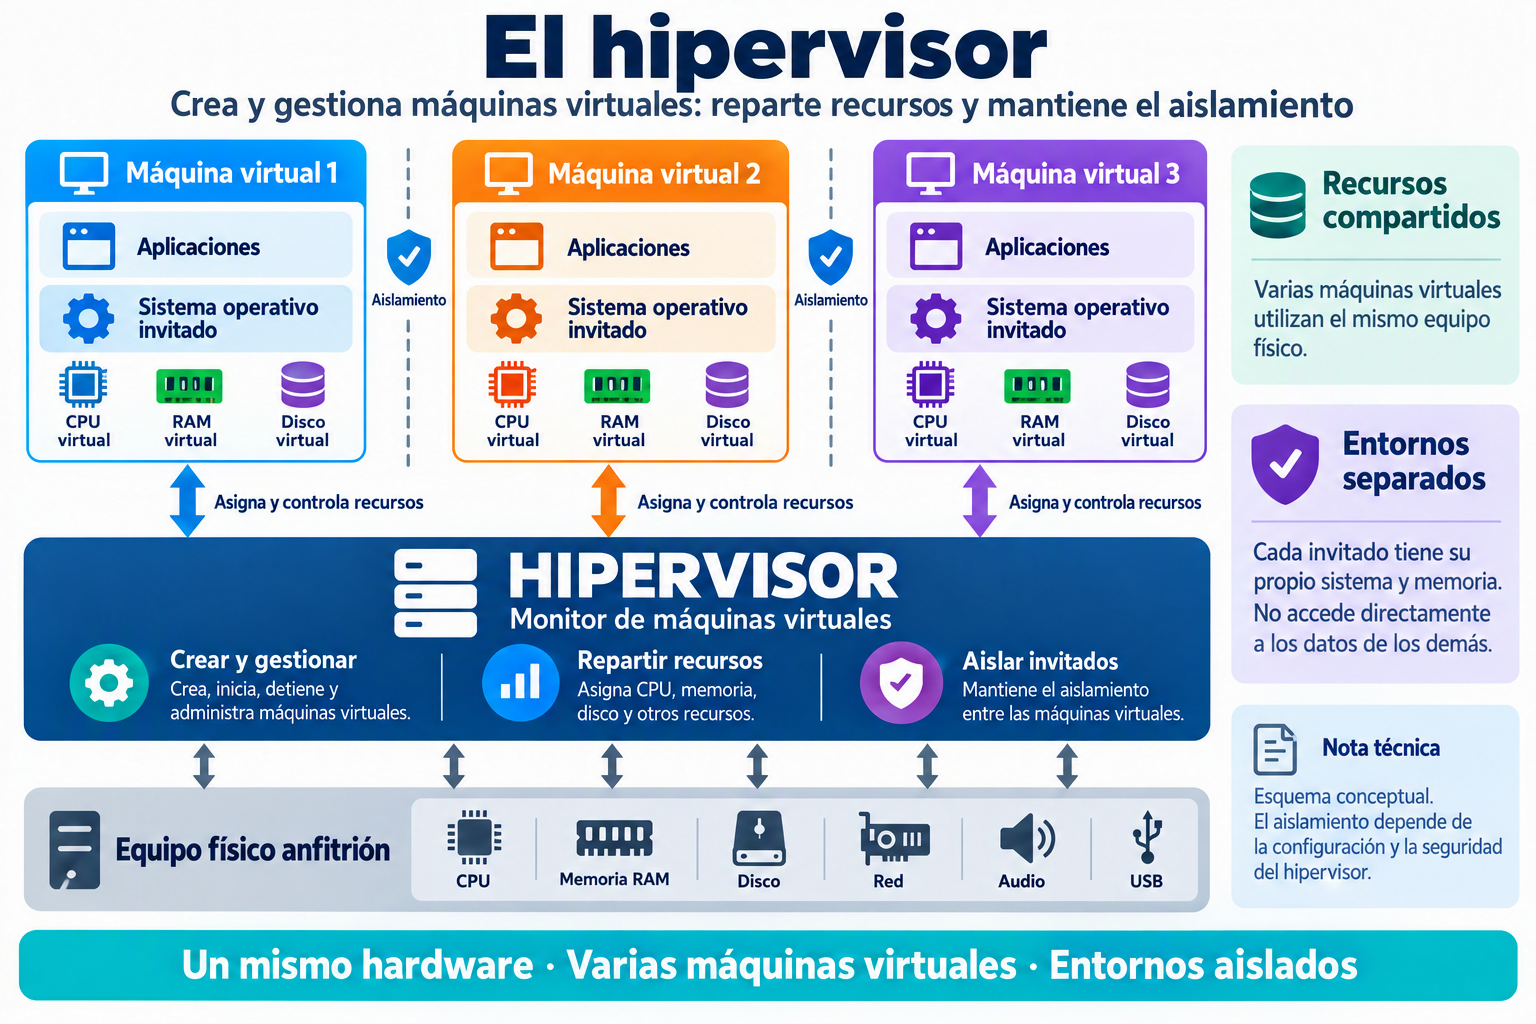 El hipervisor
Crea y gestiona máquinas virtuales: reparte recursos y mantiene el aislamiento
Máquina virtual 1
Aplicaciones
Sistema operativo
invitado
CPU
virtual
RAM
virtual
Disco
virtual
Aislamiento
Máquina virtual 2
Aplicaciones
Sistema operativo
invitado
CPU
virtual
RAM
virtual
Disco
virtual
Aislamiento
Máquina virtual 3
Aplicaciones
Sistema operativo
invitado
CPU
virtual
RAM
virtual
Disco
virtual
Asigna y controla recursos
Asigna y controla recursos
Asigna y controla recursos
HIPERVISOR
Monitor de máquinas virtuales
Crear y gestionar
Crea, inicia, detiene y
administra máquinas virtuales.
Repartir recursos
Asigna CPU, memoria,
disco y otros recursos.
Aislar invitados
Mantiene el aislamiento
entre las máquinas virtuales.
Equipo físico anfitrión
CPU
Memoria RAM
Disco
Red
Audio
USB
Recursos
compartidos
Varias máquinas virtuales
utilizan el mismo equipo
físico.
Entornos
separados
Cada invitado tiene su
propio sistema y memoria.
No accede directamente
a los datos de los demás.
Nota técnica
Esquema conceptual.
El aislamiento depende de
la configuración y la seguridad
del hipervisor.
Un mismo hardware · Varias máquinas virtuales · Entornos aislados